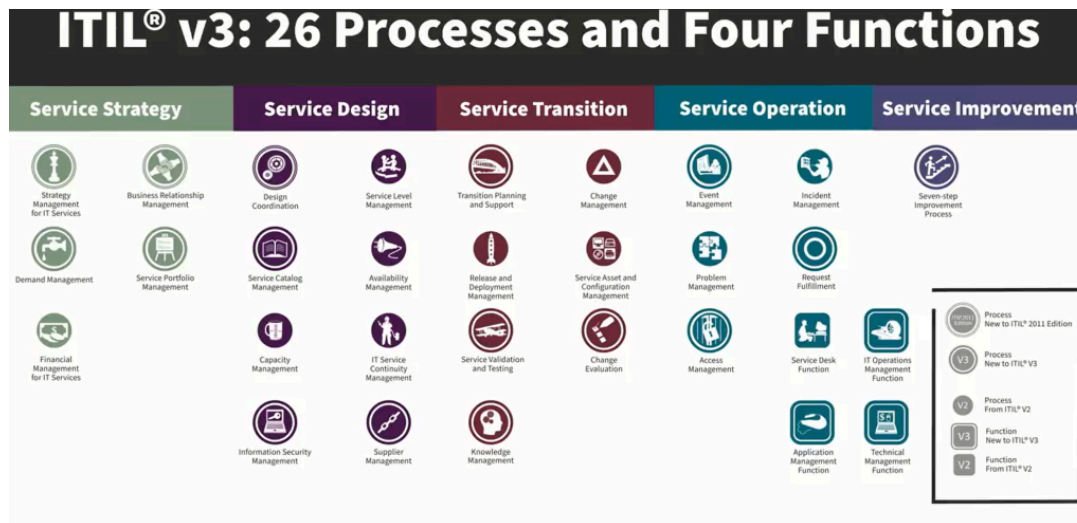 ITIL® v3: 26 Processes and Four Functions
Service Strategy
Service Design
Service Transition
Service Operation
Service Improvement
Strategy
Management
for IT Services
Business Relationship
Management
Design
Coordination
Service Level
Management
Transition Planning
and Support
Change
Management
Event
Management
Incident
Management
Seven-step
Improvement
Process
Demand Management
Service Portfolio
Management
Service Catalog
Management
Availability
Management
Release and
Deployment
Management
Service Asset and
Configuration
Management
Problem
Management
Request
Fulfillment
Financial
Management
for IT Services
Capacity
Management
IT Service
Continuity
Management
Service Validation
and Testing
Change
Evaluation
Access
Management
Service Desk
Function
IT Operations
Management
Function
Information Security
Management
Supplier
Management
Knowledge
Management
Application
Management
Function
Technical
Management
Function
ITIL® 2011
Edition
Process
New to ITIL® 2011 Edition
V3
Process
New to ITIL® V3
V2
Process
From ITIL® V2
V3
Function
New to ITIL® V3
V2
Function
From ITIL® V2